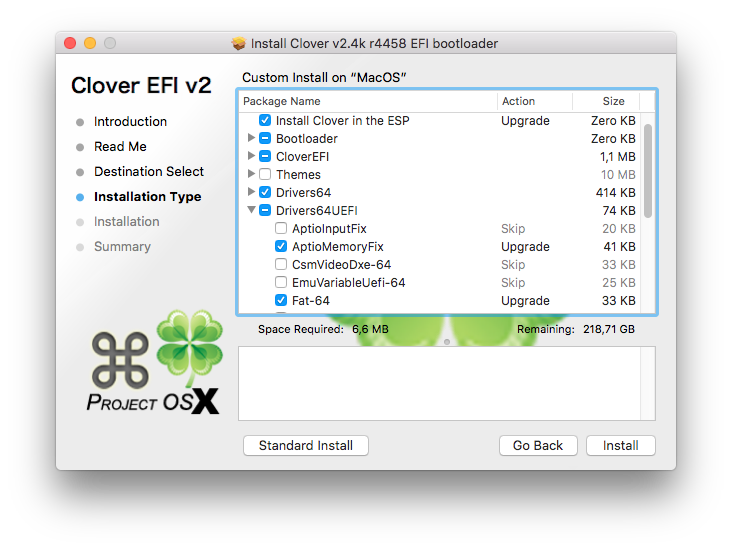 Install Clover v2.4k r4458 EFI bootloader
Clover EFI v2
Introduction
Read Me
Destination Select
Installation Type
Installation
Summary
PROJECT OSX
Custom Install on “MacOS”
Package Name Action Size
Install Clover in the ESP Upgrade Zero KB
Bootloader Zero KB
CloverEFI 1,1 MB
Themes 10 MB
Drivers64 414 KB
Drivers64UEFI 74 KB
AptioInputFix Skip 20 KB
AptioMemoryFix Upgrade 41 KB
CsmVideoDxe-64 Skip 33 KB
EmuVariableUefi-64 Skip 25 KB
Fat-64 Upgrade 33 KB
Space Required: 6,6 MB Remaining: 218,71 GB
Standard Install Go Back Install